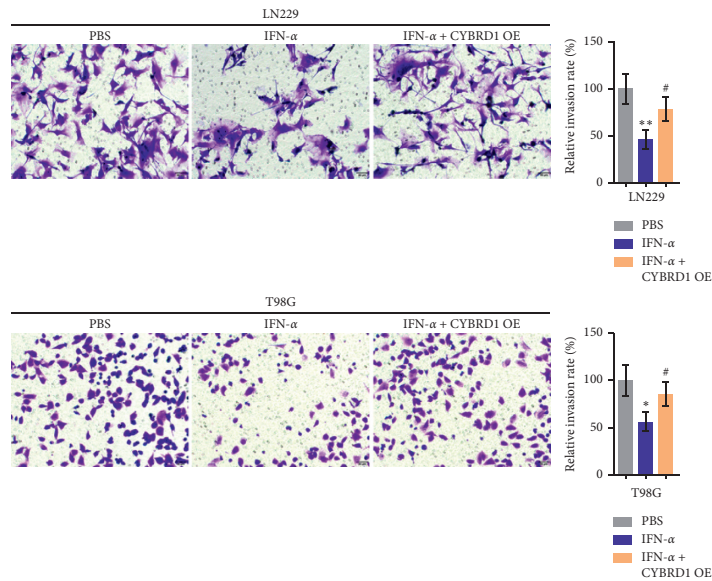 LN229
PBS IFN-α IFN-α + CYBRD1 OE
Relative invasion rate (%)
150
100
50
0
**
#
LN229
PBS
IFN-α
IFN-α +
CYBRD1 OE
T98G
PBS IFN-α IFN-α + CYBRD1 OE
Relative invasion rate (%)
150
100
50
0
*
#
T98G
PBS
IFN-α
IFN-α +
CYBRD1 OE